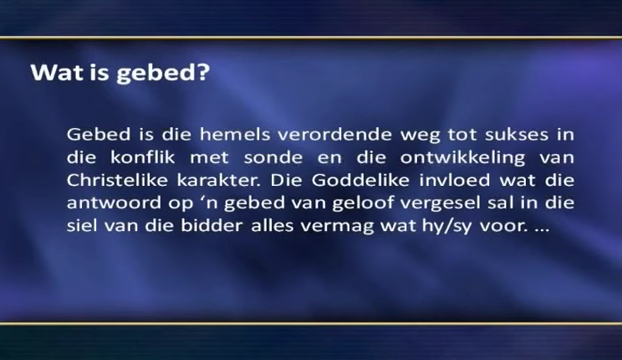 Wat is gebed?
Gebed is die hemels verordende weg tot sukses in
die konflik met sonde en die ontwikkeling van
Christelike karakter. Die Goddelike invloed wat die
antwoord op ‘n gebed van geloof vergesel sal in die
siel van die bidder alles vermag wat hy/sy voor. ...